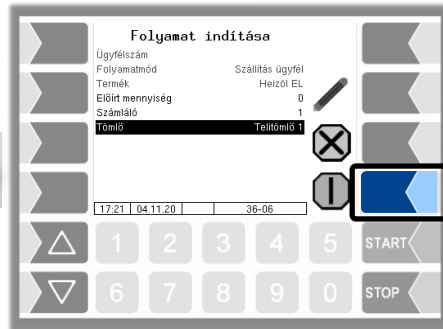 Folyamat indítása
Ügyfélszám
Folyamatmód Szállítás ügyfél
Termék Heizöl EL
Előírt mennyiség 0
Számláló 1
Tömlő Telitömlő 1
17:21 04.11.20 36-06
1 2 3 4 5 START
6 7 8 9 0 STOP